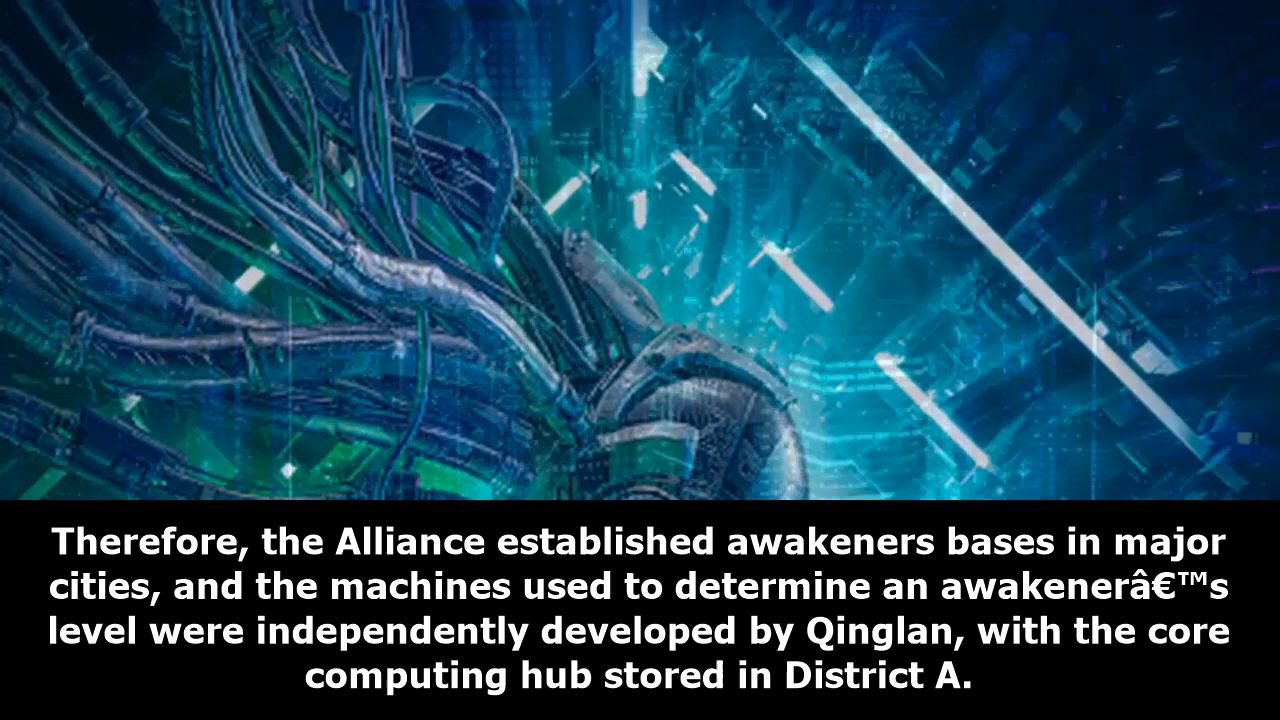 Therefore, the Alliance established awakeners bases in major
cities, and the machines used to determine an awakenerâ€™s
level were independently developed by Qinglan, with the core
computing hub stored in District A.